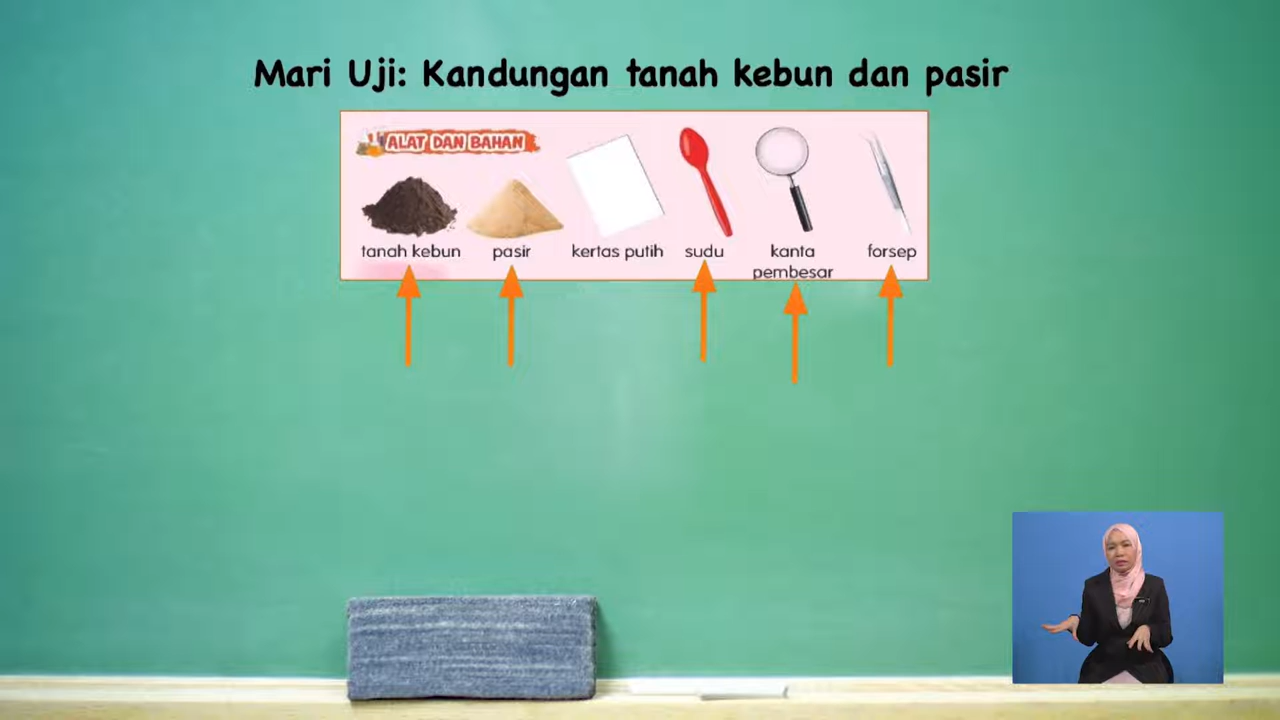 Mari Uji: Kandungan tanah kebun dan pasir
ALAT DAN BAHAN
tanah kebun
pasir
kertas putih
sudu
kanta
pembesar
forsep